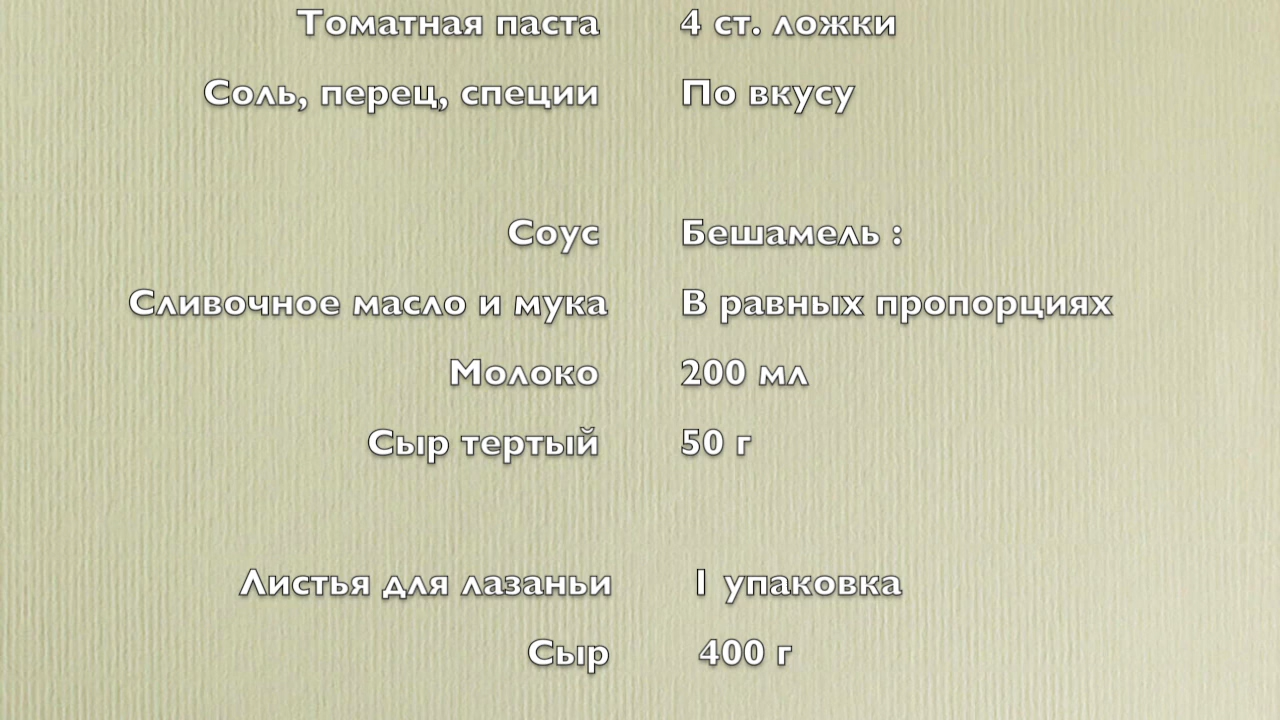 Томатная паста 4 ст. ложки
Соль, перец, специи По вкусу
Соус Бешамель :
Сливочное масло и мука В равных пропорциях
Молоко 200 мл
Сыр тертый 50 г
Листья для лазаньи 1 упаковка
Сыр 400 г